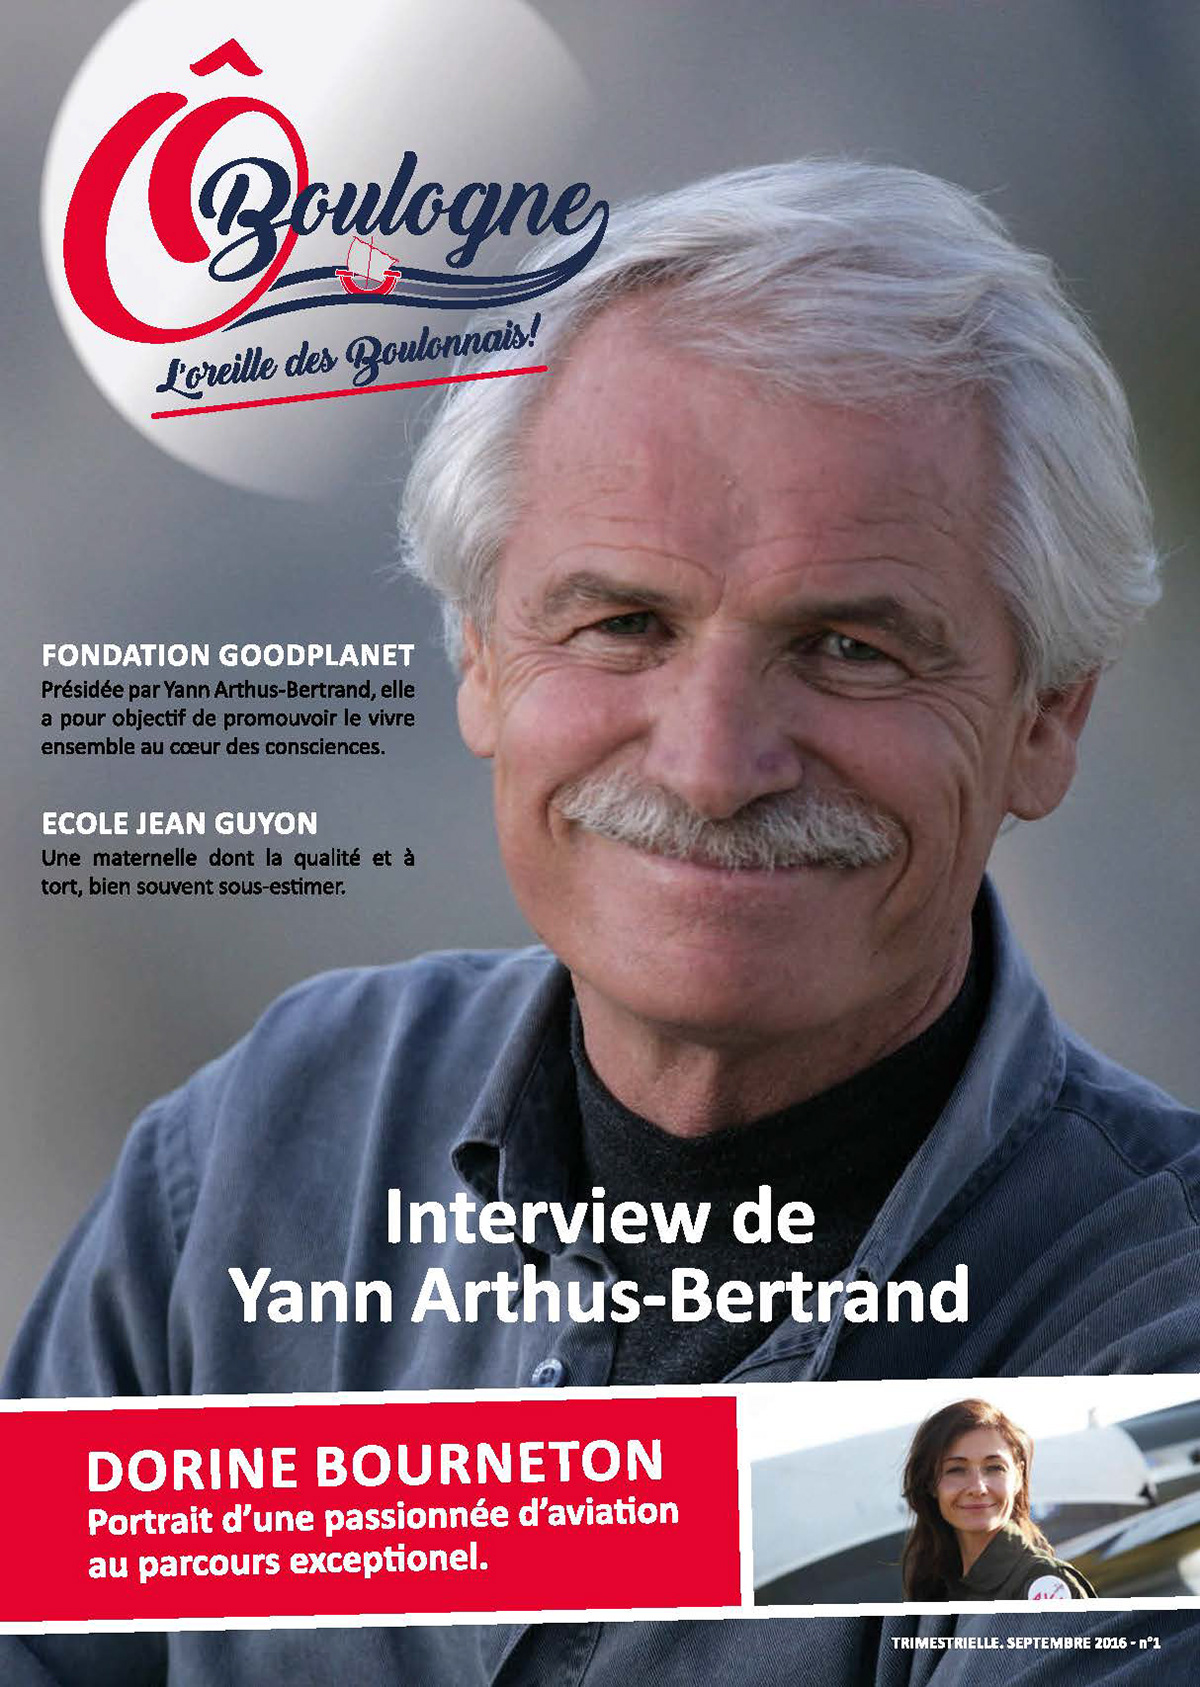 Ô Boulogne
L'oreille des Boulonnais!
FONDATION GOODPLANET
Présidée par Yann Arthus-Bertrand, elle
a pour objectif de promouvoir le vivre
ensemble au cœur des consciences.
ECOLE JEAN GUYON
Une maternelle dont la qualité et à
tort, bien souvent sous-estimer.
Interview de
Yann Arthus-Bertrand
DORINE BOURNETON
Portrait d'une passionnée d'aviation
au parcours exceptionel.
TRIMESTRIELLE. SEPTEMBRE 2016 - n°1